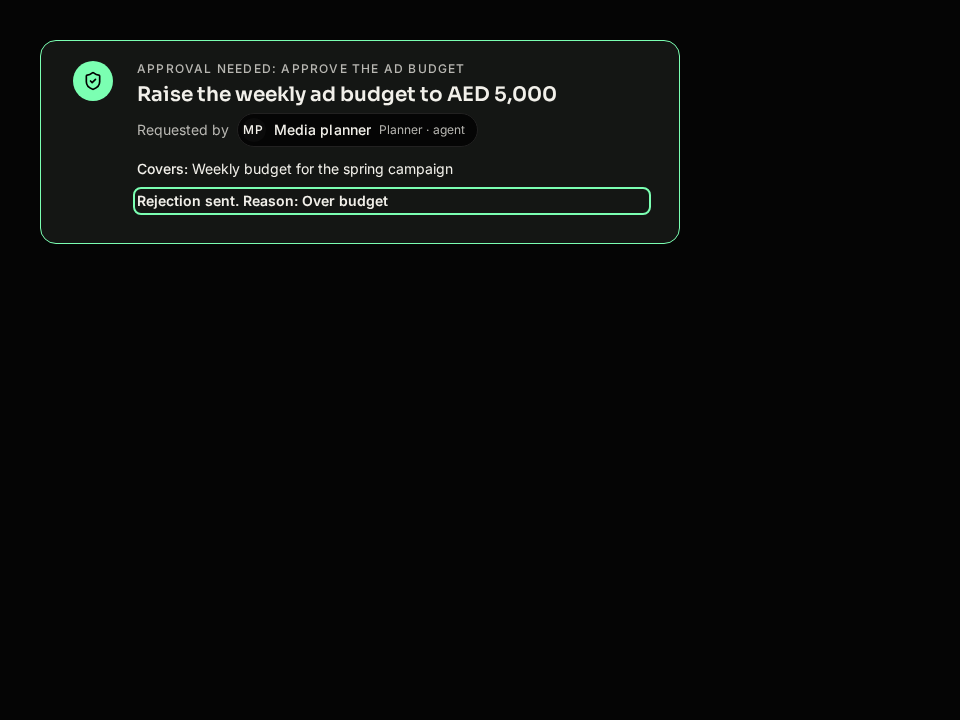 APPROVAL NEEDED: APPROVE THE AD BUDGET
Raise the weekly ad budget to AED 5,000
Requested by MP Media planner Planner · agent
Covers: Weekly budget for the spring campaign
Rejection sent. Reason: Over budget